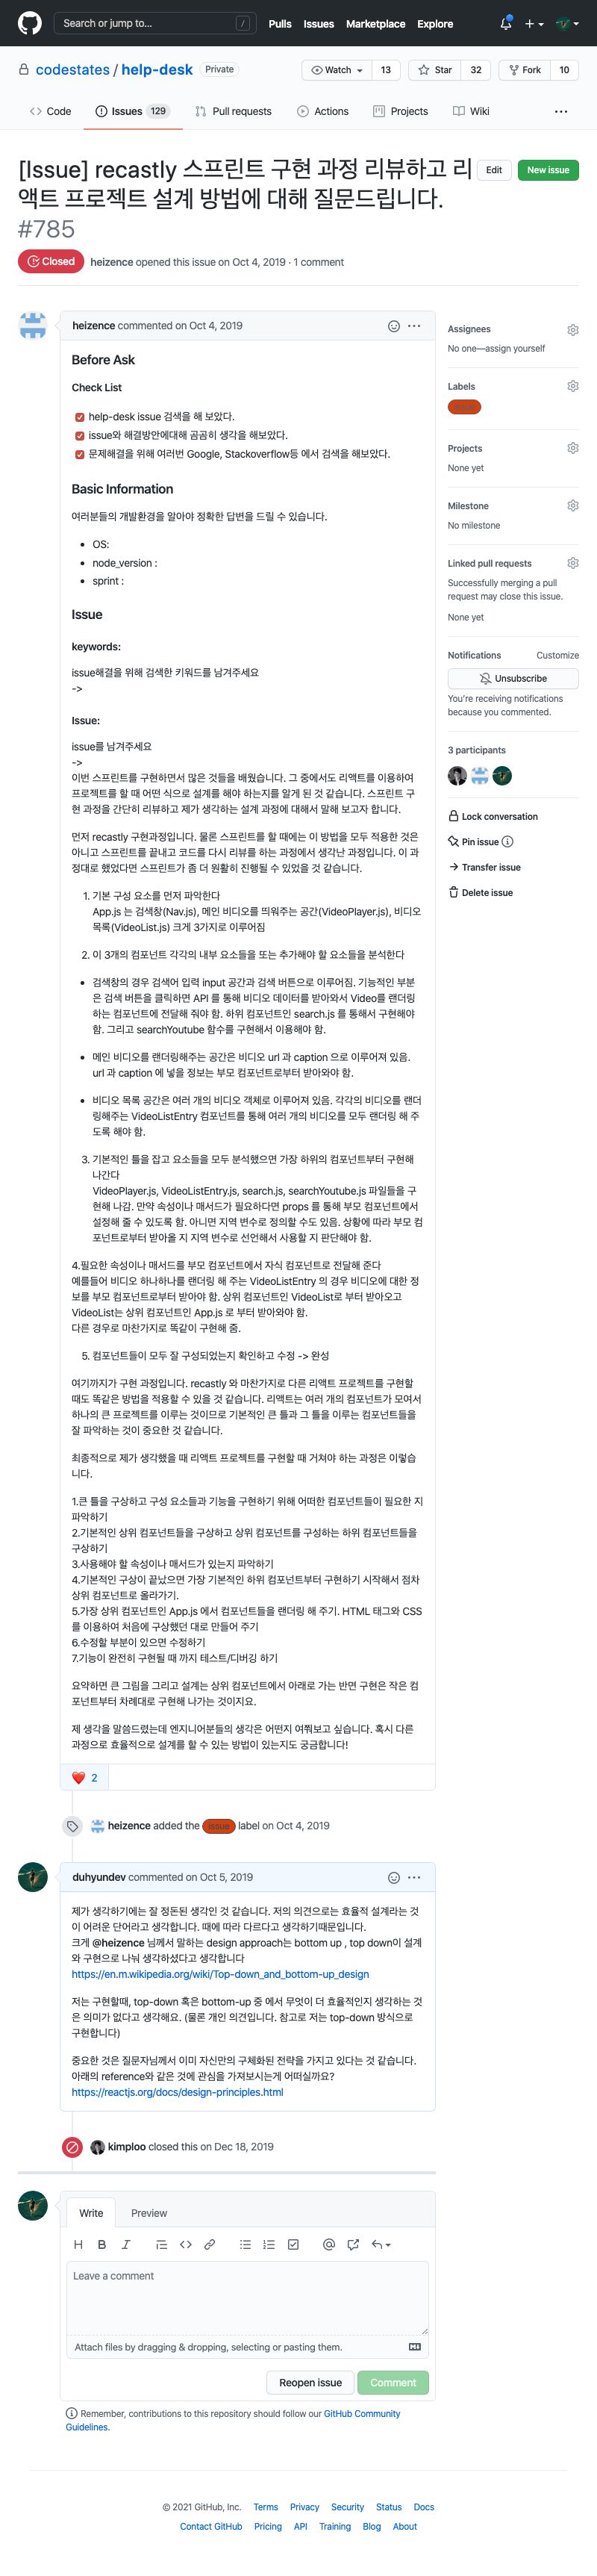 Search or jump to...
/
Pulls Issues Marketplace Explore
codestates / help-desk Private
Watch 13 Star 32 Fork 10
Code Issues 129 Pull requests Actions Projects Wiki
[Issue] recastly 스프린트 구현 과정 리뷰하고 리
액트 프로젝트 설계 방법에 대해 질문드립니다.
#785
Edit New issue
Closed heizence opened this issue on Oct 4, 2019 · 1 comment
heizence commented on Oct 4, 2019
Before Ask
Check List
help-desk issue 검색을 해 보았다.
issue와 해결방안에대해 곰곰히 생각을 해보았다.
문제해결을 위해 여러번 Google, Stackoverflow등 에서 검색을 해보았다.
Basic Information
여러분들의 개발환경을 알아야 정확한 답변을 드릴 수 있습니다.
• OS:
• node_version :
• sprint :
Issue
keywords:
issue해결을 위해 검색한 키워드를 남겨주세요
->
Issue:
issue를 남겨주세요
->
이번 스프린트를 구현하면서 많은 것들을 배웠습니다. 그 중에서도 리액트를 이용하여
프로젝트를 할 때 어떤 식으로 설계를 해야 하는지를 알게 된 것 같습니다. 스프린트 구
현 과정을 간단히 리뷰하고 제가 생각하는 설계 과정에 대해서 말해 보고자 합니다.
먼저 recastly 구현과정입니다. 물론 스프린트를 할 때에는 이 방법을 모두 적용한 것은
아니고 스프린트를 끝내고 코드를 다시 리뷰를 하는 과정에서 생각난 과정입니다. 이 과
정대로 했었다면 스프린트가 좀 더 원활히 진행될 수 있었을 것 같습니다.
1. 기본 구성 요소를 먼저 파악한다
App.js 는 검색창(Nav.js), 메인 비디오를 띄워주는 공간(VideoPlayer.js), 비디오
목록(VideoList.js) 크게 3가지로 이루어짐
2. 이 3개의 컴포넌트 각각의 내부 요소들을 또는 추가해야 할 요소들을 분석한다
• 검색창의 경우 검색어 입력 input 공간과 검색 버튼으로 이루어짐. 기능적인 부분
은 검색 버튼을 클릭하면 API 를 통해 비디오 데이터를 받아와서 Video를 랜더링
하는 컴포넌트에 전달해 줘야 함. 하위 컴포넌트인 search.js 를 통해서 구현해야
함. 그리고 searchYoutube 함수를 구현해서 이용해야 함.
• 메인 비디오를 랜더링해주는 공간은 비디오 url 과 caption 으로 이루어져 있음.
url 과 caption 에 넣을 정보는 부모 컴포넌트로부터 받아와야 함.
• 비디오 목록 공간은 여러 개의 비디오 객체로 이루어져 있음. 각각의 비디오를 랜더
링해주는 VideoListEntry 컴포넌트를 통해 여러 개의 비디오를 모두 랜더링 해 주
도록 해야 함.
3. 기본적인 틀을 잡고 요소들을 모두 분석했으면 가장 하위의 컴포넌트부터 구현해
나간다
VideoPlayer.js, VideoListEntry.js, search.js, searchYoutube.js 파일들을 구
현해 나감. 만약 속성이나 매서드가 필요하다면 props 를 통해 부모 컴포넌트에서
설정해 줄 수 있도록 함. 아니면 지역 변수로 정의할 수도 있음. 상황에 따라 부모 컴
포넌트로부터 받아올 지 지역 변수로 선언해서 사용할 지 판단해야 함.
4.필요한 속성이나 매서드를 부모 컴포넌트에서 자식 컴포넌트로 전달해 준다
예를들어 비디오 하나하나를 랜더링 해 주는 VideoListEntry 의 경우 비디오에 대한 정
보를 부모 컴포넌트로부터 받아야 함. 상위 컴포넌트인 VideoList로 부터 받아오고
VideoList는 상위 컴포넌트인 App.js 로 부터 받아와야 함.
다른 경우로 마찬가지로 똑같이 구현해 줌.
5. 컴포넌트들이 모두 잘 구성되었는지 확인하고 수정 -> 완성
여기까지가 구현 과정입니다. recastly 와 마찬가지로 다른 리액트 프로젝트를 구현할
때도 똑같은 방법을 적용할 수 있을 것 같습니다. 리액트는 여러 개의 컴포넌트가 모여서
하나의 큰 프로젝트를 이루는 것이므로 기본적인 큰 틀과 그 틀을 이루는 컴포넌트들을
잘 파악하는 것이 중요한 것 같습니다.
최종적으로 제가 생각했을 때 리액트 프로젝트를 구현할 때 거쳐야 하는 과정은 이렇습
니다.
1.큰 틀을 구상하고 구성 요소들과 기능을 구현하기 위해 어떠한 컴포넌트들이 필요한 지
파악하기
2.기본적인 상위 컴포넌트들을 구상하고 상위 컴포넌트를 구성하는 하위 컴포넌트들을
구상하기
3.사용해야 할 속성이나 매서드가 있는지 파악하기
4.기본적인 구상이 끝났으면 가장 기본적인 하위 컴포넌트부터 구현하기 시작해서 점차
상위 컴포넌트로 올라가기.
5.가장 상위 컴포넌트인 App.js 에서 컴포넌트들을 랜더링 해 주기. HTML 태그와 CSS
를 이용하여 처음에 구상했던 대로 만들어 주기
6.수정할 부분이 있으면 수정하기
7.기능이 완전히 구현될 때 까지 테스트/디버깅 하기
요약하면 큰 그림을 그리고 설계는 상위 컴포넌트에서 아래로 가는 반면 구현은 작은 컴
포넌트부터 차례대로 구현해 나가는 것이지요.
제 생각을 말씀드렸는데 엔지니어분들의 생각은 어떤지 여쭤보고 싶습니다. 혹시 다른
과정으로 효율적으로 설계를 할 수 있는 방법이 있는지도 궁금합니다!
❤️ 2
heizence added the issue label on Oct 4, 2019
duhyundev commented on Oct 5, 2019
제가 생각하기에는 잘 정돈된 생각인 것 같습니다. 저의 의견으로는 효율적 설계라는 것
이 어려운 단어라고 생각합니다. 때에 따라 다르다고 생각하기때문입니다.
크게 @heizence 님께서 말하는 design approach는 bottom up , top down이 설계
와 구현으로 나눠 생각하셨다고 생각합니다
https://en.m.wikipedia.org/wiki/Top-down_and_bottom-up_design
저는 구현할때, top-down 혹은 bottom-up 중 에서 무엇이 더 효율적인지 생각하는 것
은 의미가 없다고 생각해요. (물론 개인 의견입니다. 참고로 저는 top-down 방식으로
구현합니다)
중요한 것은 질문자님께서 이미 자신만의 구체화된 전략을 가지고 있다는 것 같습니다.
아래의 reference와 같은 것에 관심을 가져보시는게 어떠실까요?
https://reactjs.org/docs/design-principles.html
kimploo closed this on Dec 18, 2019
Write Preview
Leave a comment
Attach files by dragging & dropping, selecting or pasting them.
Reopen issue Comment
Remember, contributions to this repository should follow our GitHub Community
Guidelines.
Assignees
No one—assign yourself
Labels
issue
Projects
None yet
Milestone
No milestone
Linked pull requests
Successfully merging a pull
request may close this issue.
None yet
Notifications Customize
Unsubscribe
You're receiving notifications
because you commented.
3 participants
Lock conversation
Pin issue
Transfer issue
Delete issue
© 2021 GitHub, Inc. Terms Privacy Security Status Docs
Contact GitHub Pricing API Training Blog About